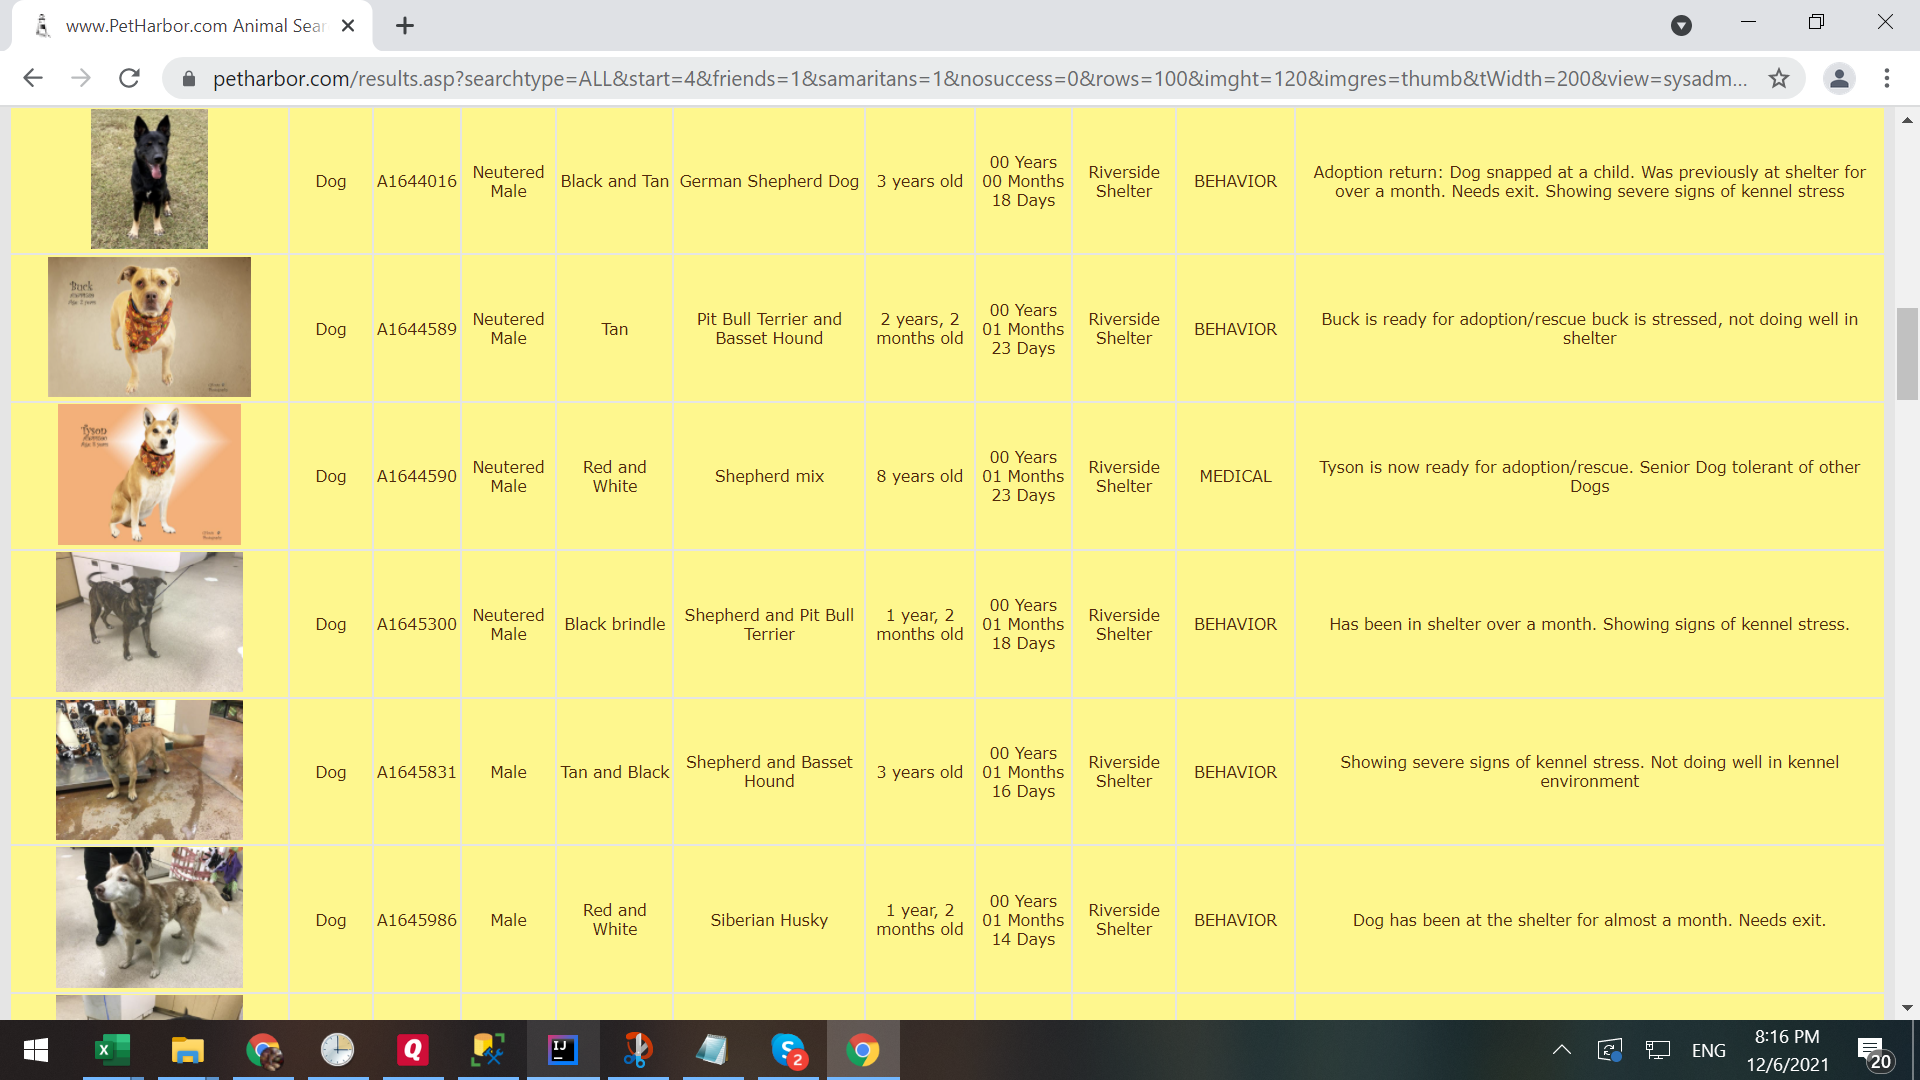 www.PetHarbor.com Animal Sear
petharbor.com/results.asp?searchtype=ALL&start=4&friends=1&samaritans=1&nosuccess=0&rows=100&imght=120&imgres=thumb&tWidth=200&view=sysadm...
Dog
A1644016
Neutered
Male
Black and Tan
German Shepherd Dog
3 years old
00 Years
00 Months
18 Days
Riverside
Shelter
BEHAVIOR
Adoption return: Dog snapped at a child. Was previously at shelter for
over a month. Needs exit. Showing severe signs of kennel stress
Buck
Dog
A1644589
Neutered
Male
Tan
Pit Bull Terrier and
Basset Hound
2 years, 2
months old
00 Years
01 Months
23 Days
Riverside
Shelter
BEHAVIOR
Buck is ready for adoption/rescue buck is stressed, not doing well in
shelter
Tyson
Dog
A1644590
Neutered
Male
Red and
White
Shepherd mix
8 years old
00 Years
01 Months
23 Days
Riverside
Shelter
MEDICAL
Tyson is now ready for adoption/rescue. Senior Dog tolerant of other
Dogs
Dog
A1645300
Neutered
Male
Black brindle
Shepherd and Pit Bull
Terrier
1 year, 2
months old
00 Years
01 Months
18 Days
Riverside
Shelter
BEHAVIOR
Has been in shelter over a month. Showing signs of kennel stress.
Dog
A1645831
Male
Tan and Black
Shepherd and Basset
Hound
3 years old
00 Years
01 Months
16 Days
Riverside
Shelter
BEHAVIOR
Showing severe signs of kennel stress. Not doing well in kennel
environment
Dog
A1645986
Male
Red and
White
Siberian Husky
1 year, 2
months old
00 Years
01 Months
14 Days
Riverside
Shelter
BEHAVIOR
Dog has been at the shelter for almost a month. Needs exit.
X
Q
IJ
S
2
ENG
8:16 PM
12/6/2021
20